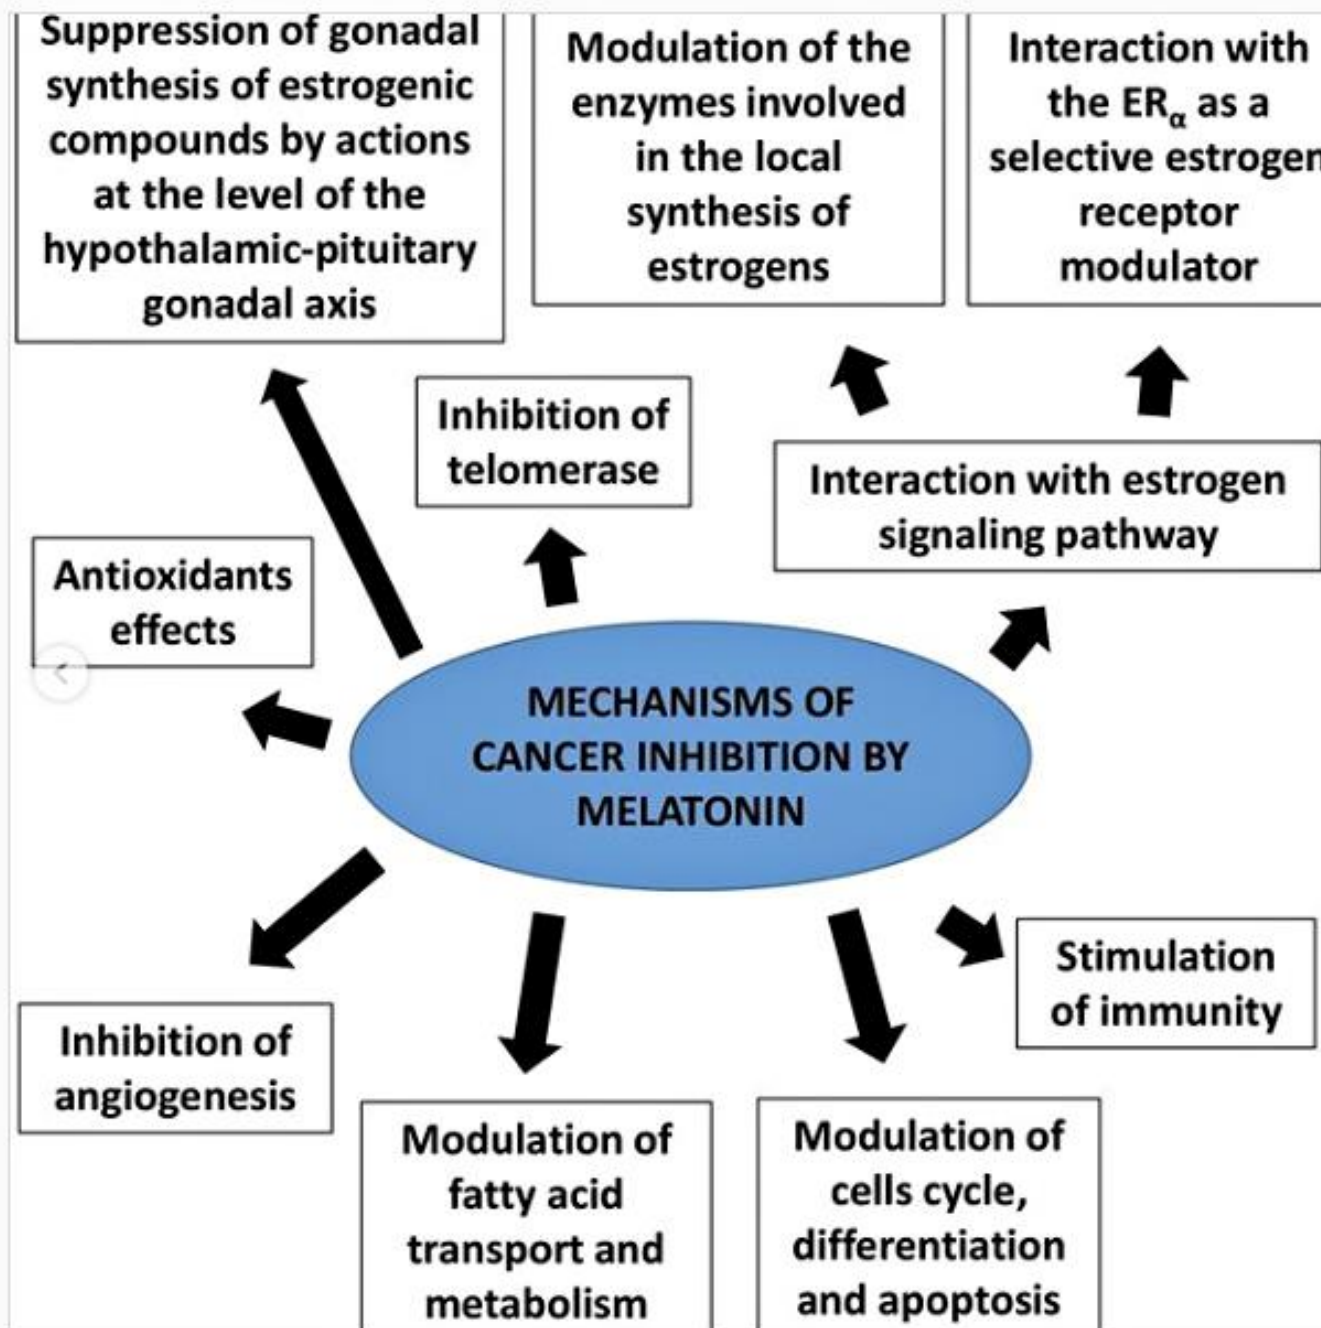 Suppression of gonadal
synthesis of estrogenic
compounds by actions
at the level of the
hypothalamic-pituitary
gonadal axis
Modulation of the
enzymes involved
in the local
synthesis of
estrogens
Interaction with
the ERα as a
selective estrogen
receptor
modulator
Inhibition of
telomerase
Interaction with estrogen
signaling pathway
Antioxidants
effects
MECHANISMS OF
CANCER INHIBITION BY
MELATONIN
Stimulation
of immunity
Inhibition of
angiogenesis
Modulation of
fatty acid
transport and
metabolism
Modulation of
cells cycle,
differentiation
and apoptosis